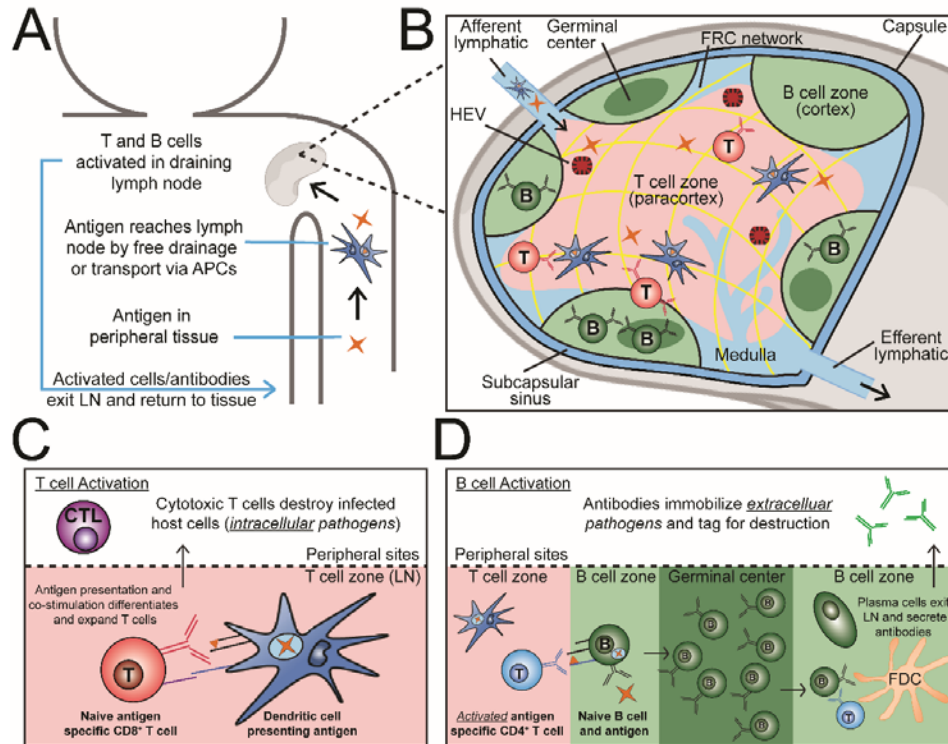 A
T and B cells
activated in draining
lymph node
Antigen reaches lymph
node by free drainage
or transport via APCs
Antigen in
peripheral tissue
Activated cells/antibodies
exit LN and return to tissue
B
Afferent
lymphatic
Germinal
center
FRC network
Capsule
HEV
B cell zone
(cortex)
T
T cell zone
(paracortex)
B
B
T
T
B
B
Medulla
Efferent
lymphatic
Subcapsular
sinus
C
T cell Activation
CTL
Cytotoxic T cells destroy infected
host cells (intracellular pathogens)
Peripheral sites
T cell zone (LN)
Antigen presentation and
co-stimulation differentiates
and expand T cells
T
Naive antigen
specific CD8+ T cell
Dendritic cell
presenting antigen
D
B cell Activation
Antibodies immobilize extracelluar
pathogens and tag for destruction
Peripheral sites
T cell zone
B cell zone
Germinal center
B cell zone
Plasma cells exit
LN and secrete
antibodies
T
B
B
B
B
B
B
B
B
B
B
T
FDC
Activated antigen
specific CD4+ T cell
Naive B cell
and antigen